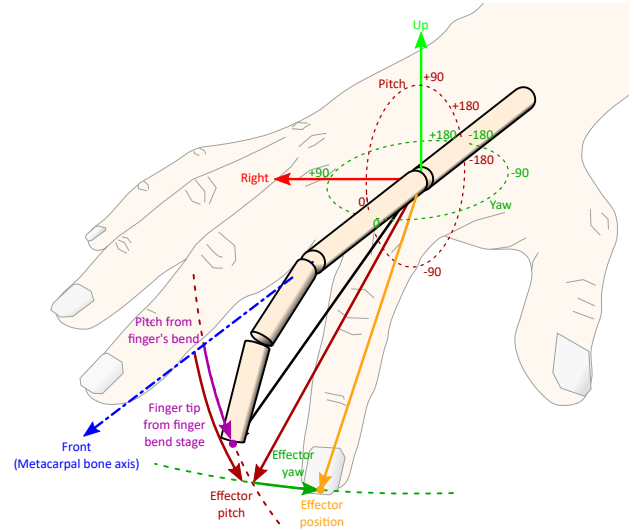 Up
Pitch
+90
+180
+180
-180
-180
+90
Right
-90
0
Yaw
0
-90
Pitch from
finger's bend
Finger tip
from finger
bend stage
Front
(Metacarpal bone axis)
Effector
yaw
Effector
pitch
Effector
position